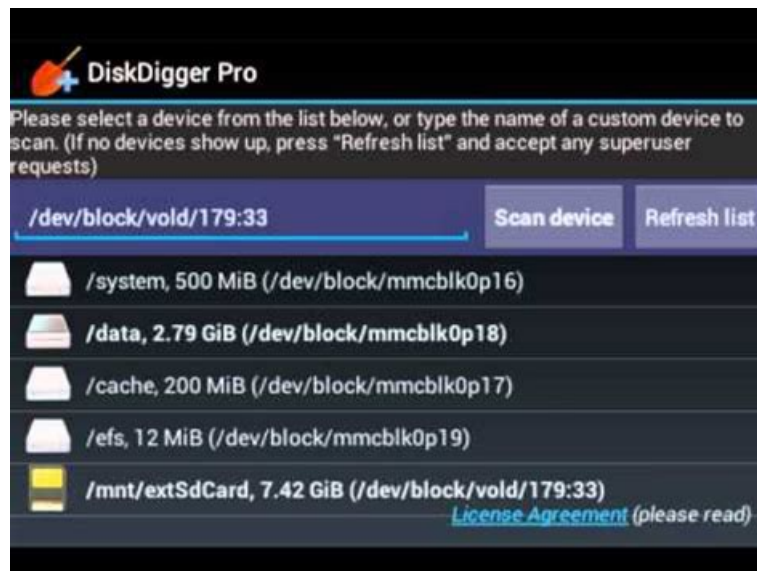 DiskDigger Pro
Please select a device from the list below, or type the name of a custom device to
scan. (If no devices show up, press "Refresh list" and accept any superuser
requests)
/dev/block/vold/179:33 Scan device Refresh list
/system, 500 MiB (/dev/block/mmcblk0p16)
/data, 2.79 GiB (/dev/block/mmcblk0p18)
/cache, 200 MiB (/dev/block/mmcblk0p17)
/efs, 12 MiB (/dev/block/mmcblk0p19)
/mnt/extSdCard, 7.42 GiB (/dev/block/vold/179:33)
License Agreement (please read)